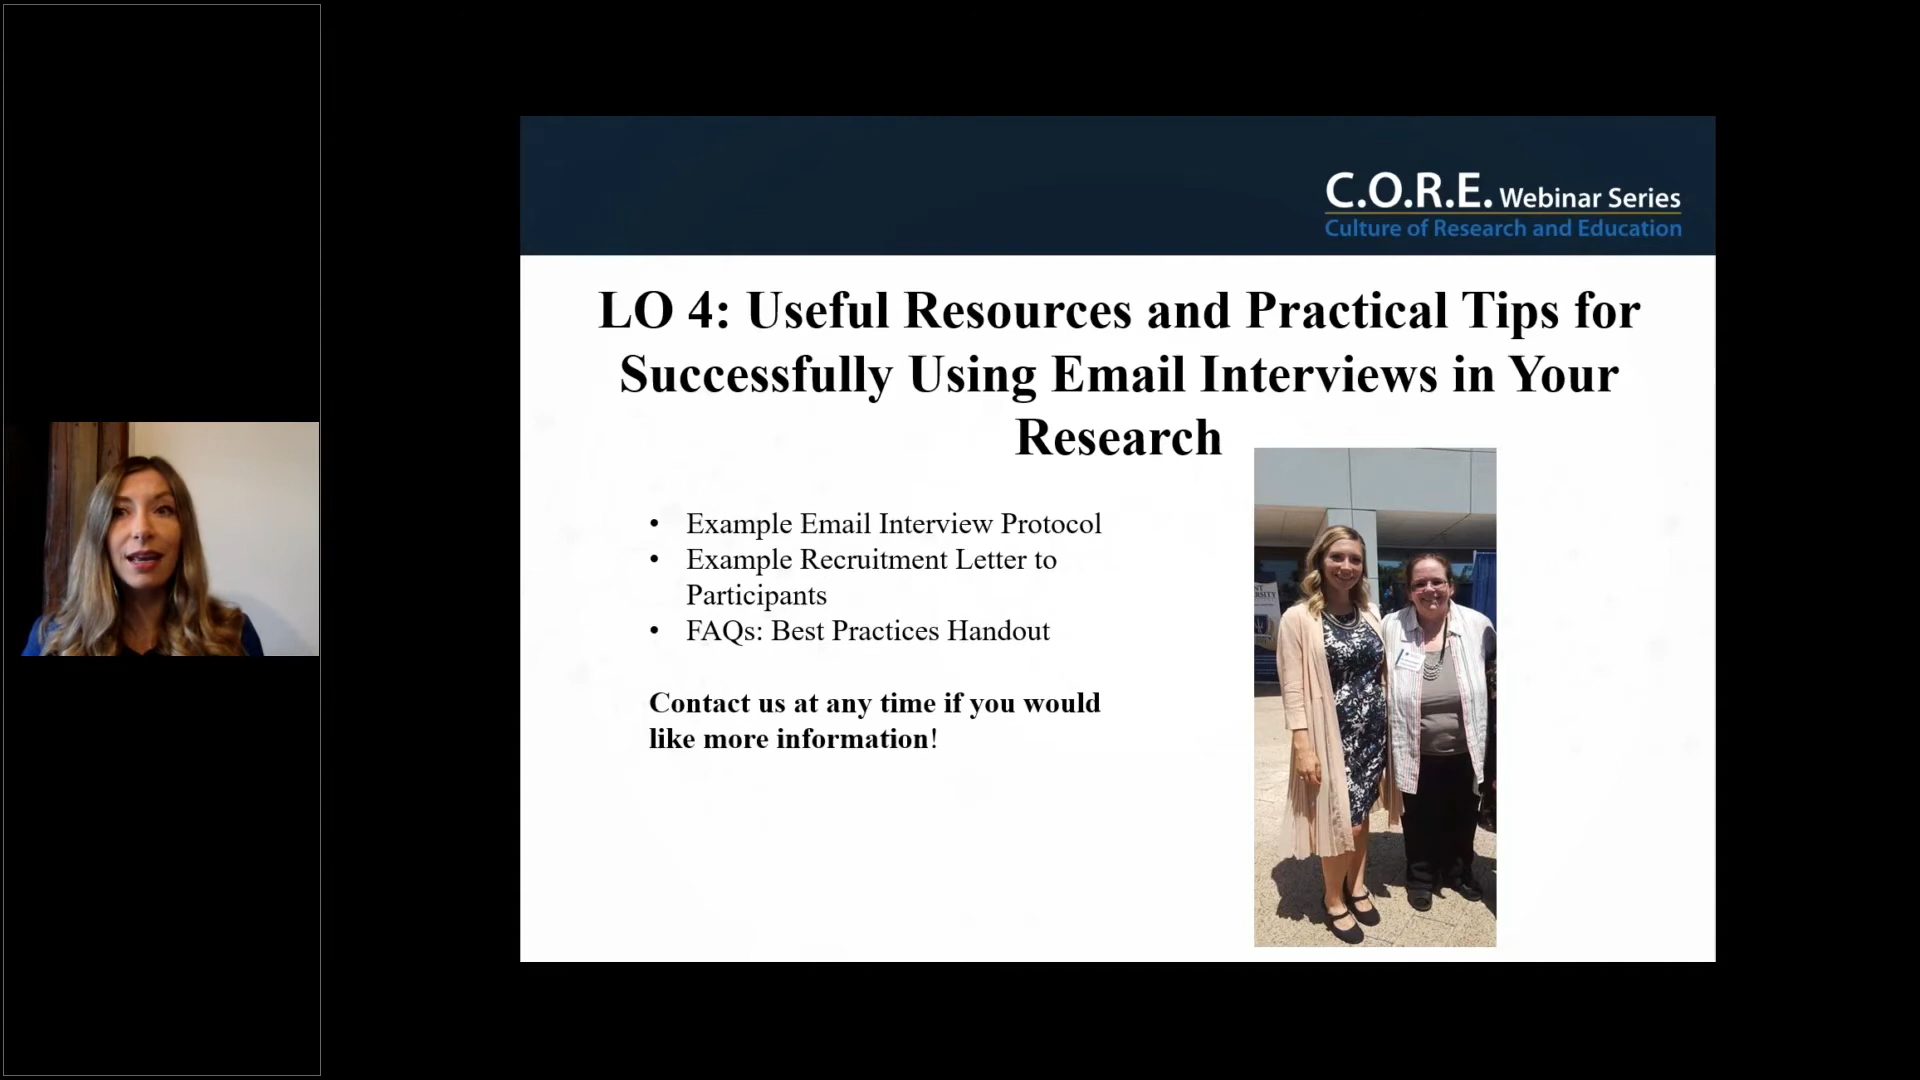 C.O.R.E. Webinar Series
Culture of Research and Education
LO 4: Useful Resources and Practical Tips for
Successfully Using Email Interviews in Your
Research
• Example Email Interview Protocol
• Example Recruitment Letter to
Participants
• FAQs: Best Practices Handout
Contact us at any time if you would
like more information!